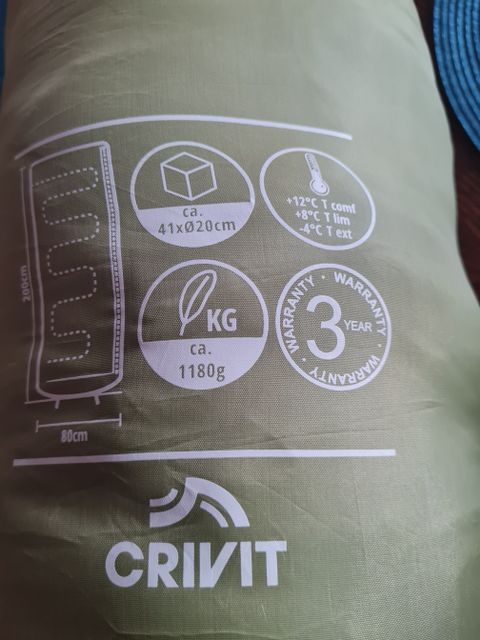 ca.
41xØ20cm
+12°C T comf
+8°C T lim
-4°C T ext
200cm
KG
ca.
1180g
WARRANTY · WARRANTY · WARRANTY · WARRANTY ·
3 YEAR
80cm
CRIVIT